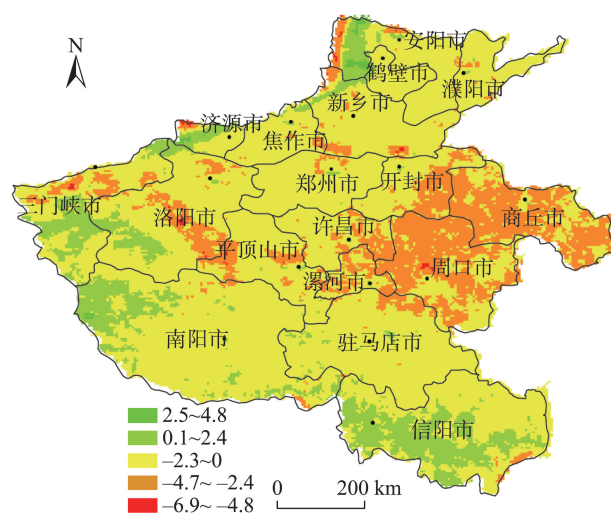 N
安阳市
鹤壁市
濮阳市
新乡市
济源市
焦作市
郑州市
开封市
三门峡市
洛阳市
商丘市
许昌市
平顶山市
周口市
漯河市
南阳市
驻马店市
信阳市
2.5~4.8
0.1~2.4
−2.3~0
−4.7~ −2.4
−6.9~ −4.8
0 200 km